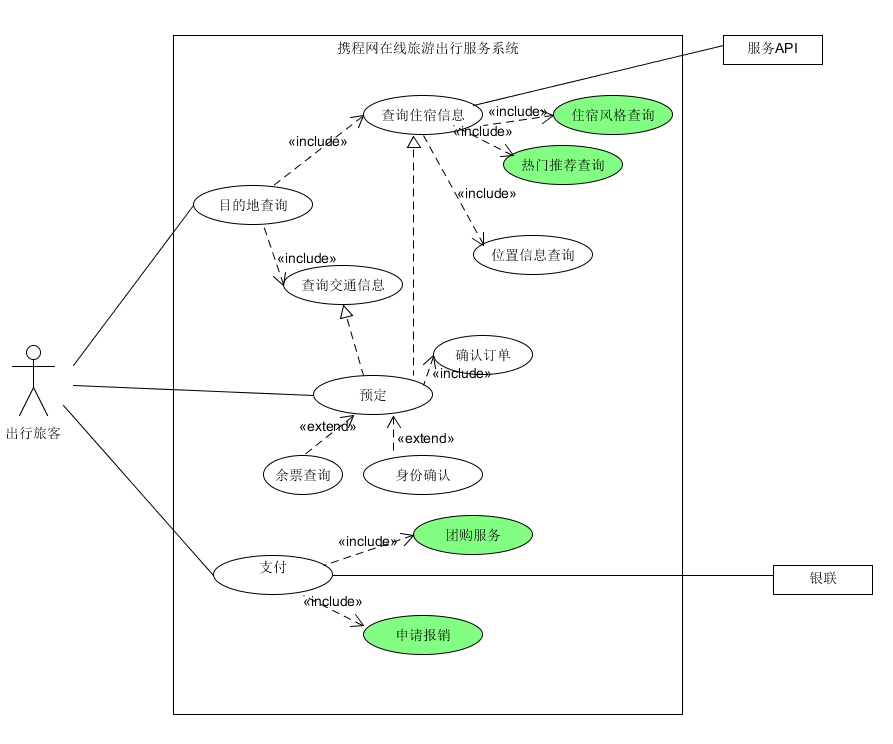 携程网在线旅游出行服务系统
服务API
查询住宿信息
«include»
住宿风格查询
«include»
«include»
热门推荐查询
目的地查询
«include»
位置信息查询
«include»
查询交通信息
确认订单
«include»
预定
出行旅客
«extend»
«extend»
余票查询
身份确认
团购服务
«include»
支付
银联
«include»
申请报销